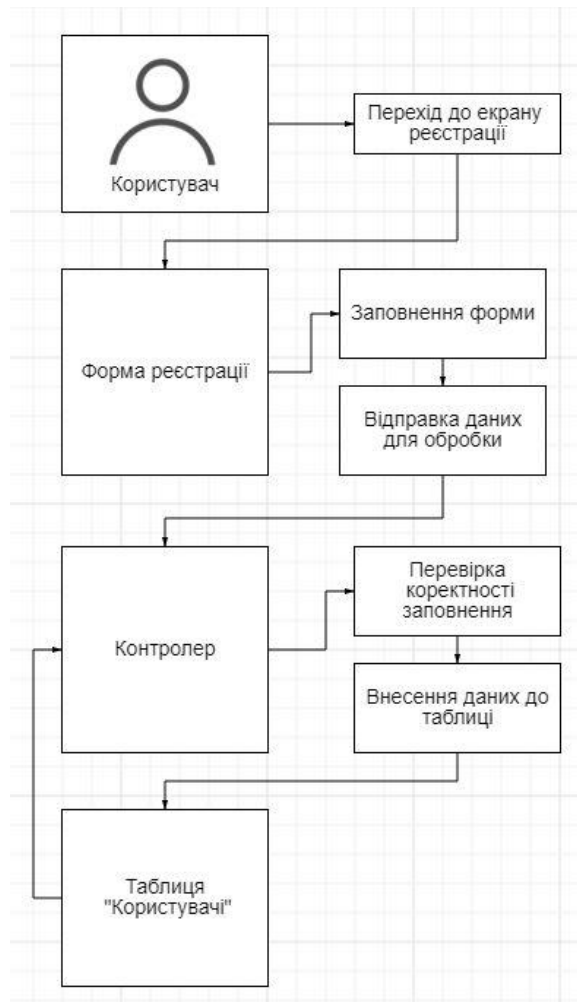 Користувач
Перехід до екрану
реєстрації
Форма реєстрації
Заповнення форми
Відправка даних
для обробки
Контролер
Перевірка
коректності
заповнення
Внесення даних до
таблиці
Таблиця
"Користувачі"